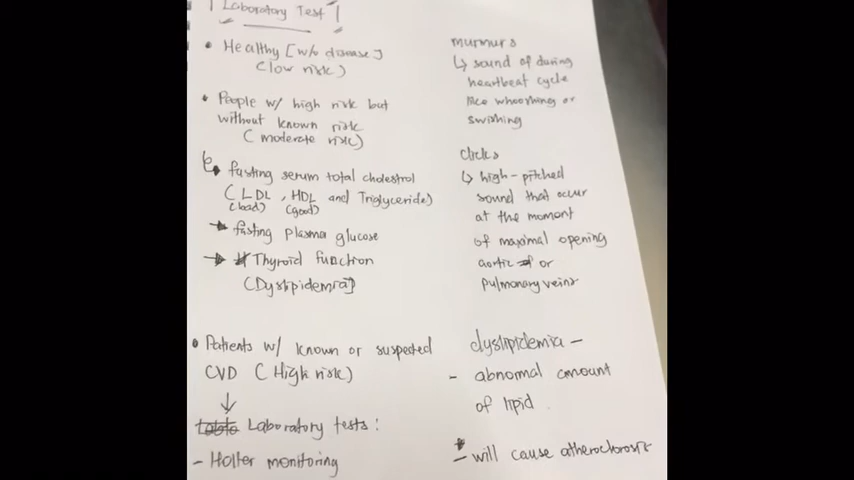 Laboratory Test
• Healthy [w/o disease]
(low risk)
• People w/ high risk but
without known risk
(moderate risk)
fasting serum total cholestrol
(LDL, HDL and Triglyceride)
(bad) (good)
fasting plasma glucose
Thyroid function
(Dyslipidemia)
• Patients w/ known or suspected
CVD (High risk)
↓
Laboratory tests:
- Holter monitoring
murmurs
↳ sound of during
heartbeat cycle
like whooshing or
swishing
clicks
↳ high-pitched
sound that occur
at the moment
of maximal opening
aortic or
pulmonary veins
dyslipidemia -
- abnormal amount
of lipid
- will cause atherochorosis